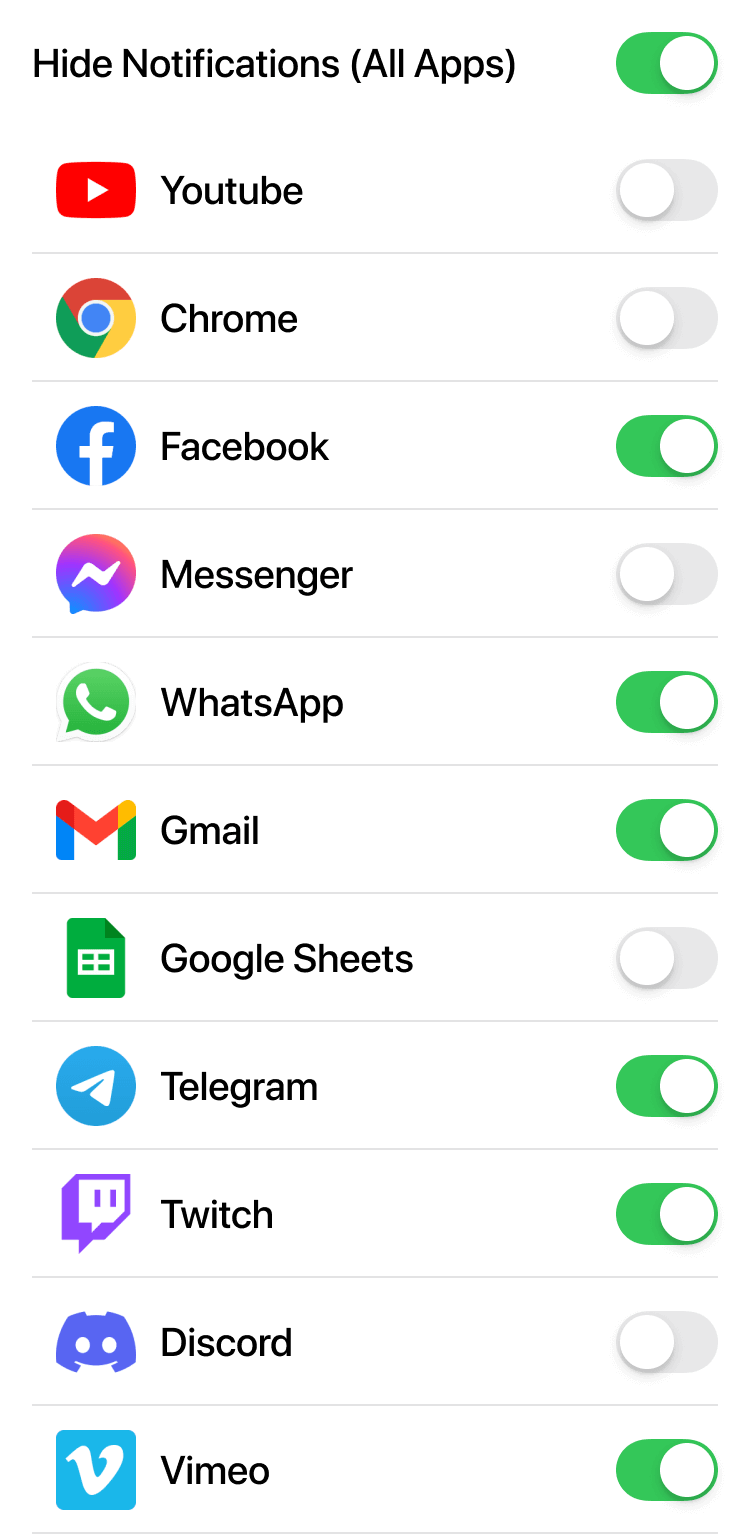 Hide Notifications (All Apps)
Youtube
Chrome
Facebook
Messenger
WhatsApp
Gmail
Google Sheets
Telegram
Twitch
Discord
Vimeo